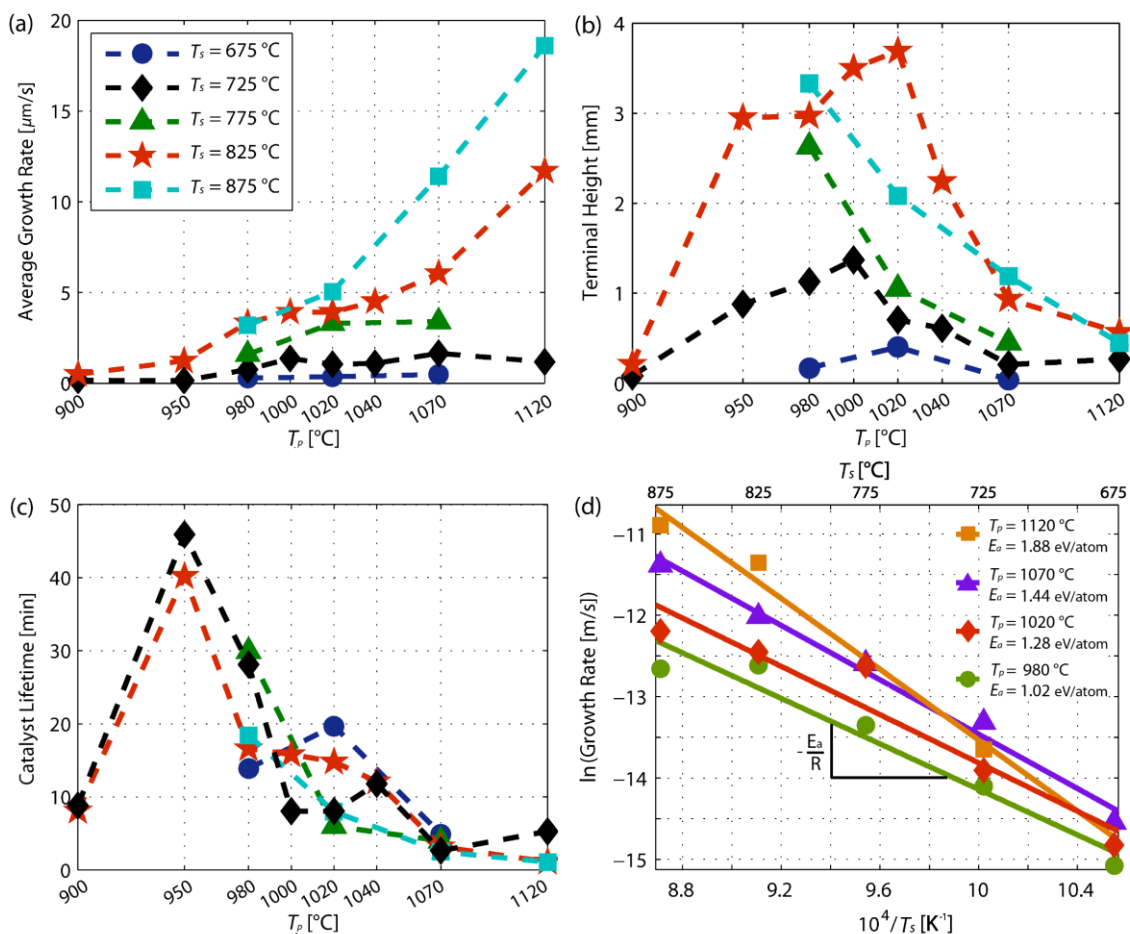 (a)
Average Growth Rate [μm/s]
20
15
10
5
0
Ts = 675 °C
Ts = 725 °C
Ts = 775 °C
Ts = 825 °C
Ts = 875 °C
900 950 980 1000 1020 1040 1070 1120
Tp [°C]
(b)
Terminal Height [mm]
4
3
2
1
0
900 950 980 1000 1020 1040 1070 1120
Tp [°C]
(c)
Catalyst Lifetime [min]
50
40
30
20
10
0
900 950 980 1000 1020 1040 1070 1120
Tp [°C]
(d)
Ts [°C]
875 825 775 725 675
ln (Growth Rate [m/s])
−11
−12
−13
−14
−15
Tp = 1120 °C
Ea = 1.88 eV/atom
Tp = 1070 °C
Ea = 1.44 eV/atom
Tp = 1020 °C
Ea = 1.28 eV/atom
Tp = 980 °C
Ea = 1.02 eV/atom
−Ea
R
8.8 9.2 9.6 10 10.4
10⁴/Ts [K⁻¹]